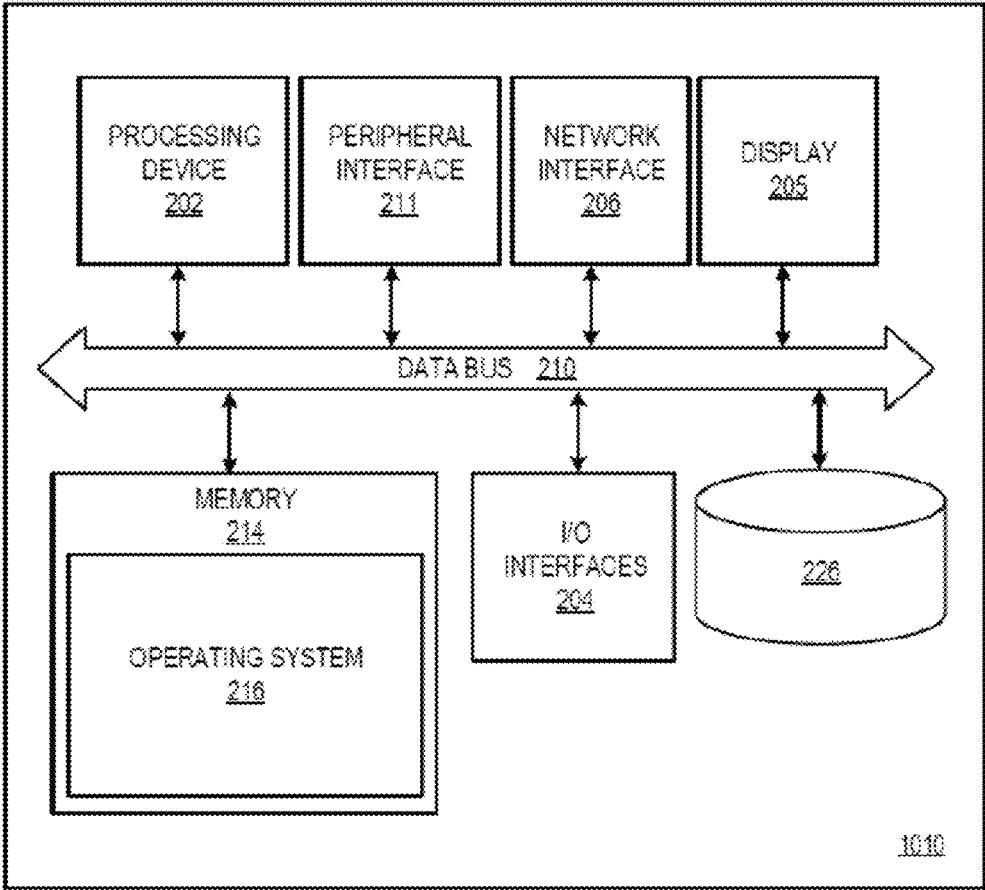 PROCESSING
DEVICE
202
PERIPHERAL
INTERFACE
211
NETWORK
INTERFACE
206
DISPLAY
205
DATA BUS 210
MEMORY
214
OPERATING SYSTEM
216
I/O
INTERFACES
204
226
1010